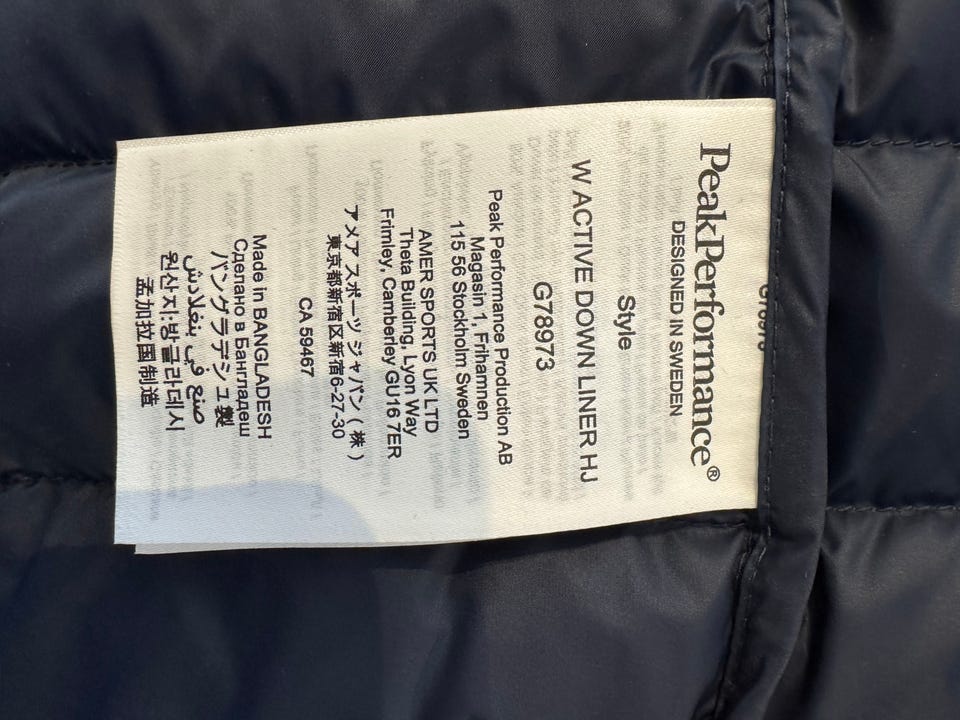 PeakPerformance®
DESIGNED IN SWEDEN
Style
W ACTIVE DOWN LINER HJ
G78973
Peak Performance Production AB
Magasin 1, Frihamnen
115 56 Stockholm Sweden
AMER SPORTS UK LTD
Theta Building, Lyon Way
Frimley, Camberley GU16 7ER
アメア スポーツ ジャパン ( 株 )
東京都新宿区新宿6-27-30
CA 59467
Made in BANGLADESH
Сделано в Бангладеш
バングラデシュ製
صنع في بنغلادش
원산지:방글라데시
孟加拉国制造